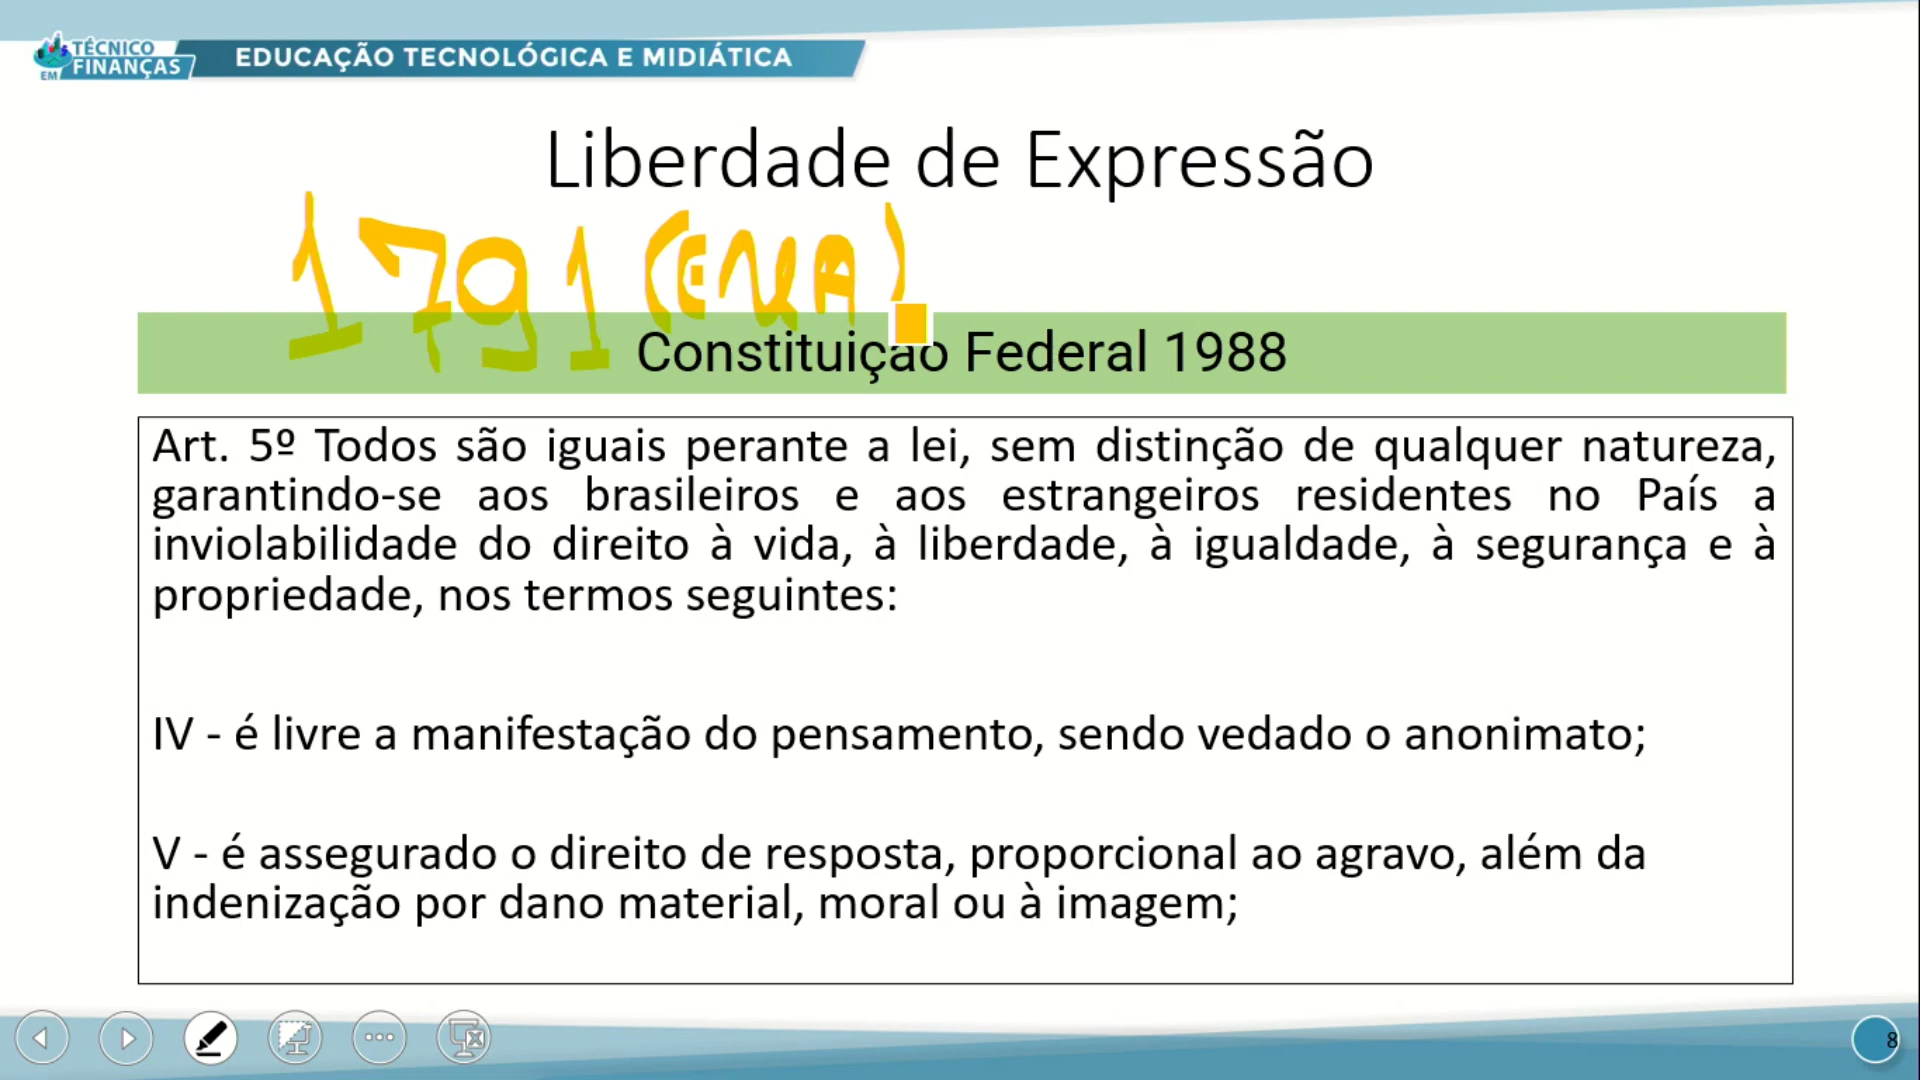 TÉCNICO
EM FINANÇAS
EDUCAÇÃO TECNOLÓGICA E MIDIÁTICA
Liberdade de Expressão
1791 (EUA)
Constituição Federal 1988
Art. 5º Todos são iguais perante a lei, sem distinção de qualquer natureza,
garantindo-se aos brasileiros e aos estrangeiros residentes no País a
inviolabilidade do direito à vida, à liberdade, à igualdade, à segurança e à
propriedade, nos termos seguintes:
IV - é livre a manifestação do pensamento, sendo vedado o anonimato;
V - é assegurado o direito de resposta, proporcional ao agravo, além da
indenização por dano material, moral ou à imagem;
8